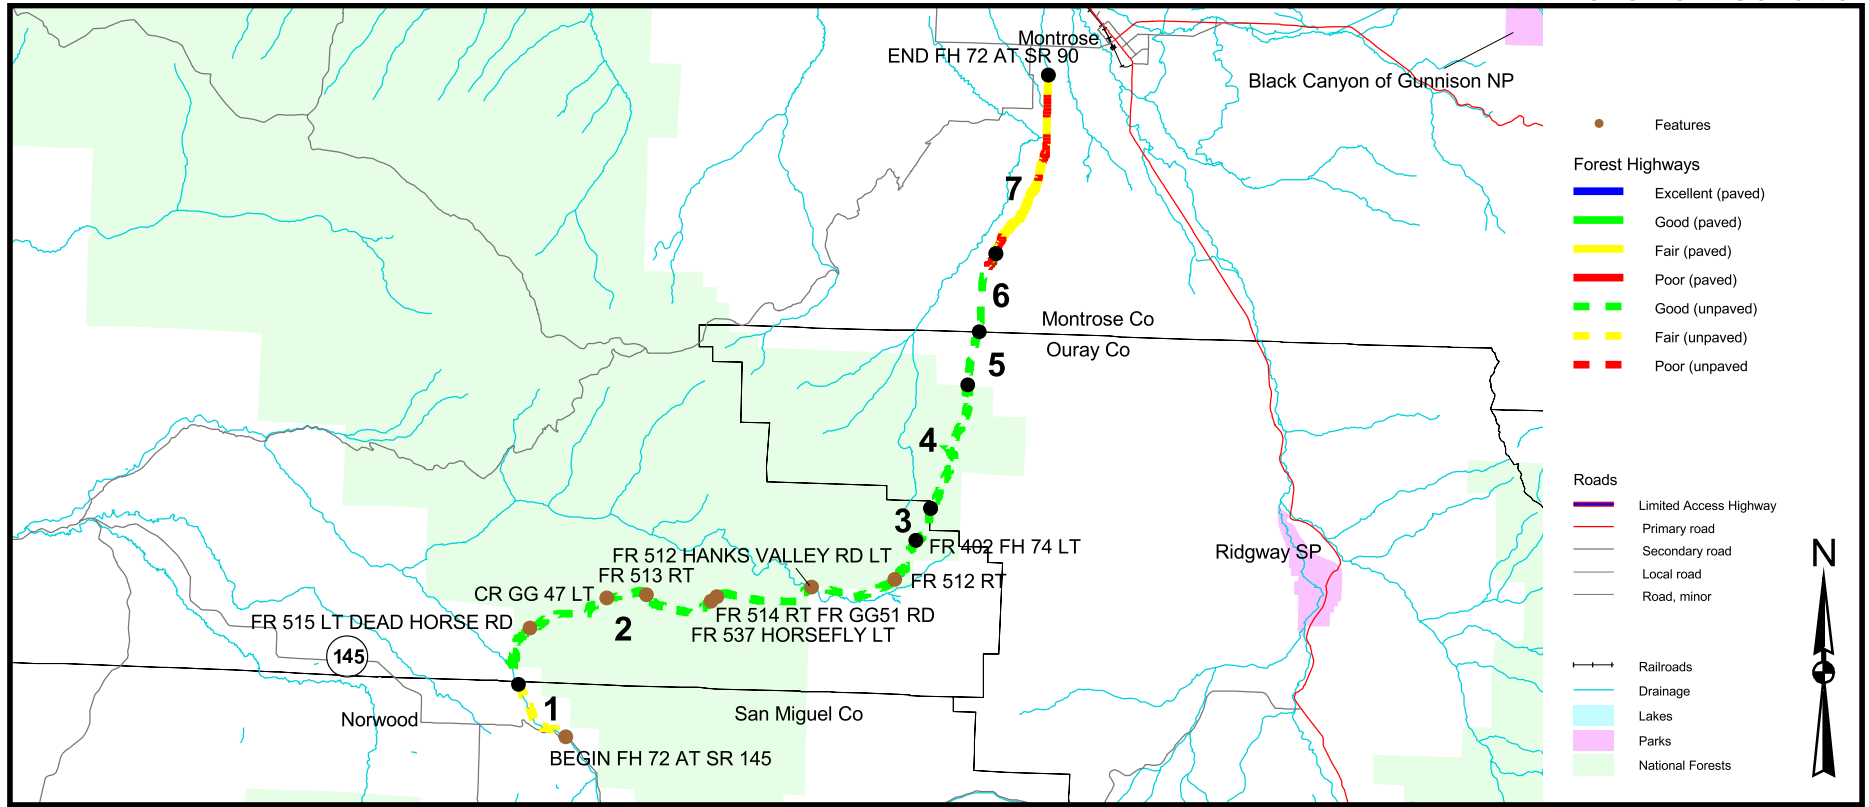 Montrose
END FH 72 AT SR 90
Black Canyon of Gunnison NP
7
6
Montrose Co
Ouray Co
5
4
3
FR 402 FH 74 LT
FR 512 HANKS VALLEY RD LT
FR 513 RT
FR 512 RT
CR GG 47 LT
FR 514 RT FR GG51 RD
FR 515 LT DEAD HORSE RD
2
FR 537 HORSEFLY LT
145
1
Norwood
San Miguel Co
BEGIN FH 72 AT SR 145
Ridgway SP
Features
Forest Highways
Excellent (paved)
Good (paved)
Fair (paved)
Poor (paved)
Good (unpaved)
Fair (unpaved)
Poor (unpaved
Roads
Limited Access Highway
Primary road
Secondary road
Local road
Road, minor
Railroads
Drainage
Lakes
Parks
National Forests
N